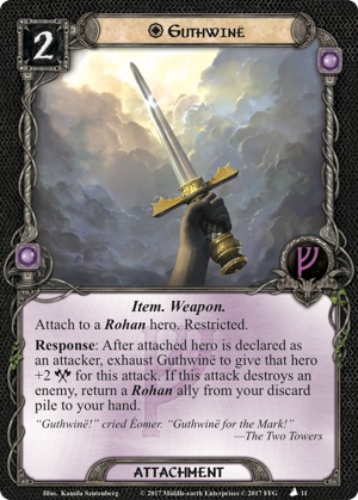 2
Guthwinë
Item. Weapon.
Attach to a Rohan hero. Restricted.
Response: After attached hero is declared as
an attacker, exhaust Guthwinë to give that hero
+2 for this attack. If this attack destroys an
enemy, return a Rohan ally from your discard
pile to your hand.
“Guthwinë!” cried Éomer. “Guthwinë for the Mark!”
—The Two Towers
Illus. Kamila Szutenberg © 2017 Middle-earth Enterprises © 2017 FFG 11
ATTACHMENT